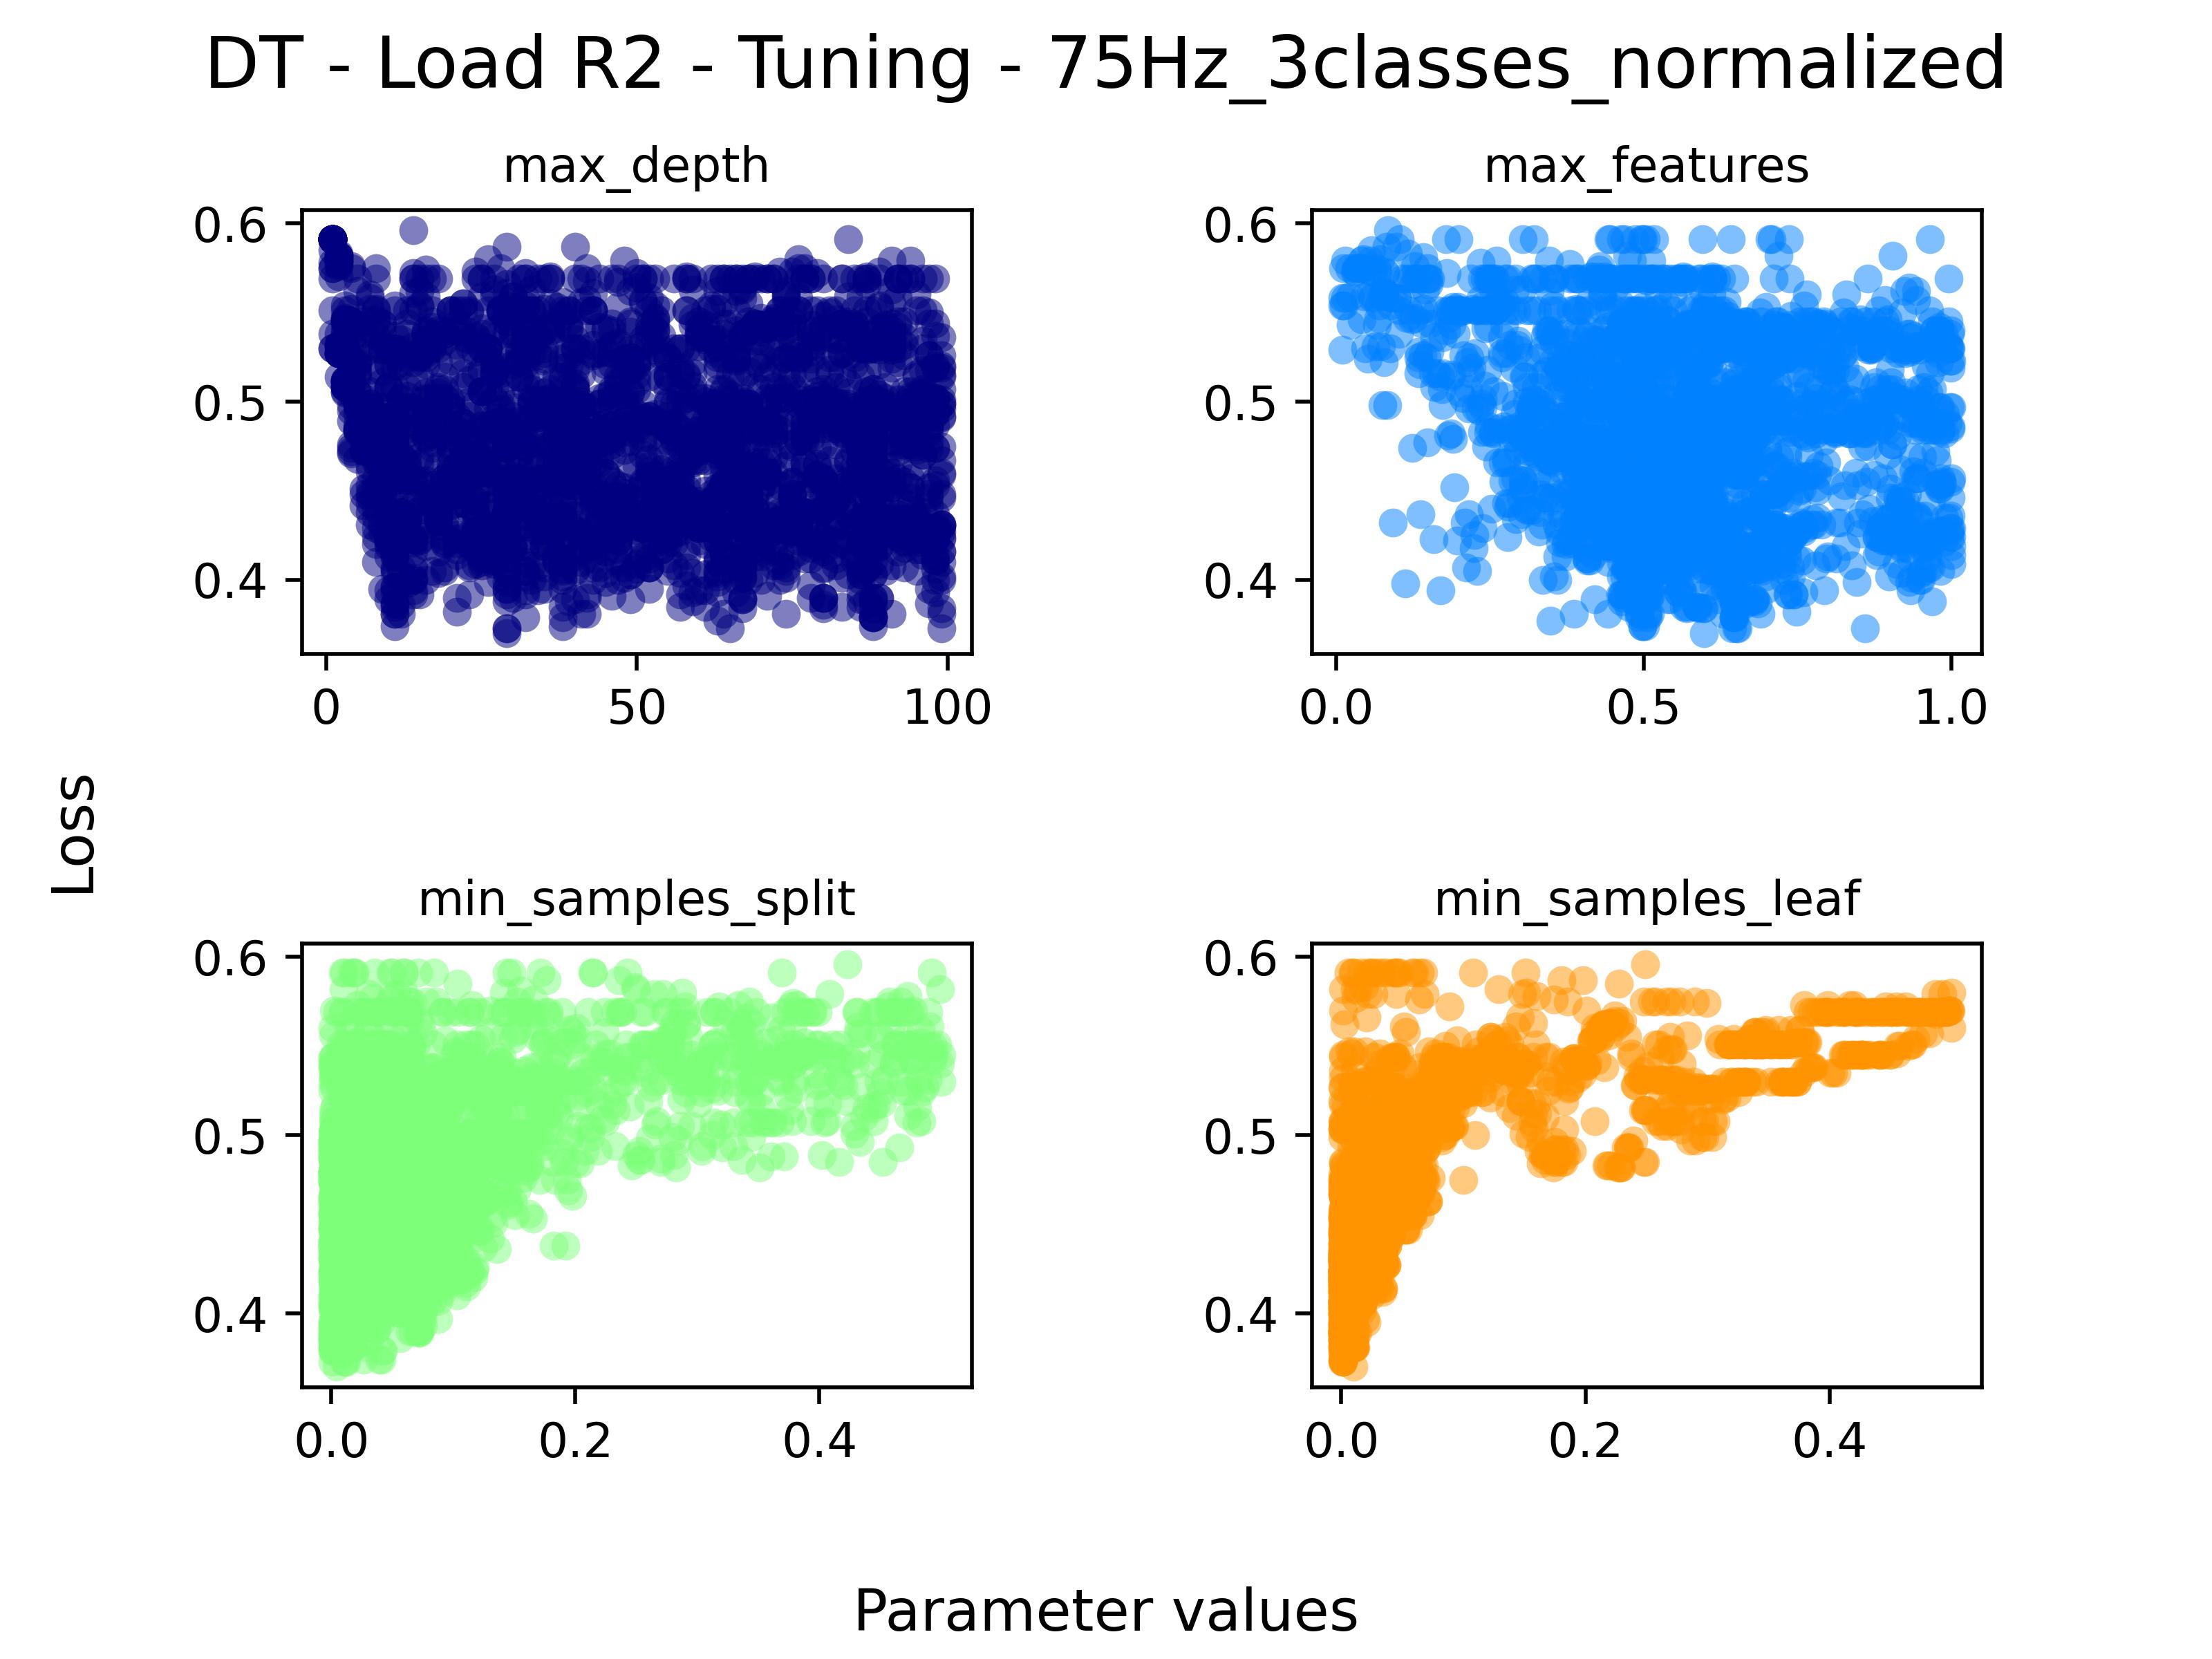 DT - Load R2 - Tuning - 75Hz_3classes_normalized
max_depth
0.6
0.5
0.4
0 50 100
max_features
0.6
0.5
0.4
0.0 0.5 1.0
Loss
min_samples_split
0.6
0.5
0.4
0.0 0.2 0.4
min_samples_leaf
0.6
0.5
0.4
0.0 0.2 0.4
Parameter values